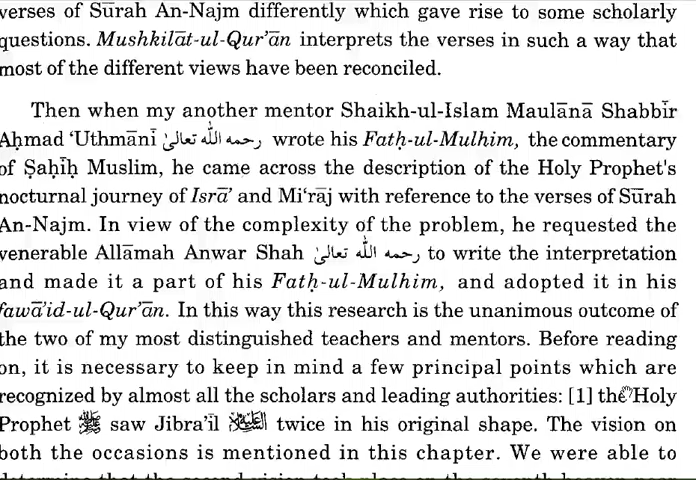 verses of Sūrah An-Najm differently which gave rise to some scholarly
questions. Mushkilāt-ul-Qur’ān interprets the verses in such a way that
most of the different views have been reconciled.
Then when my another mentor Shaikh-ul-Islam Maulānā Shabbīr
Aḥmad ‘Uthmānī رحمه الله تعالىٰ wrote his Fatḥ-ul-Mulhim, the commentary
of Ṣaḥīḥ Muslim, he came across the description of the Holy Prophet's
nocturnal journey of Isrā’ and Mi‘rāj with reference to the verses of Sūrah
An-Najm. In view of the complexity of the problem, he requested the
venerable Allāmah Anwar Shah رحمه الله تعالىٰ to write the interpretation
and made it a part of his Fatḥ-ul-Mulhim, and adopted it in his
fawā’id-ul-Qur’ān. In this way this research is the unanimous outcome of
the two of my most distinguished teachers and mentors. Before reading
on, it is necessary to keep in mind a few principal points which are
recognized by almost all the scholars and leading authorities: [1] the Holy
Prophet ﷺ saw Jibra’īl twice in his original shape. The vision on
both the occasions is mentioned in this chapter. We were able to